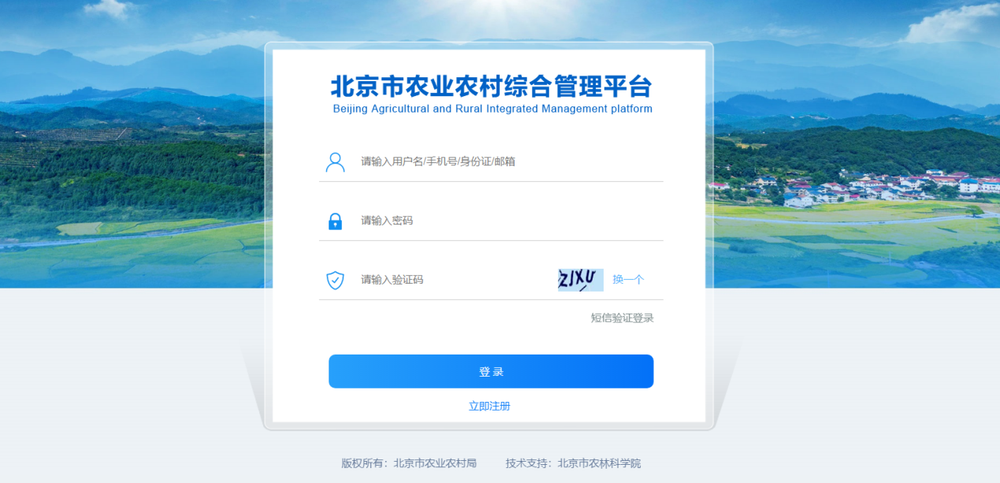 北京市农业农村综合管理平台
Beijing Agricultural and Rural Integrated Management platform
请输入用户名/手机号/身份证/邮箱
请输入密码
请输入验证码 ZJXU 换一个
短信验证登录
登 录
立即注册
版权所有：北京市农业农村局 技术支持：北京市农林科学院